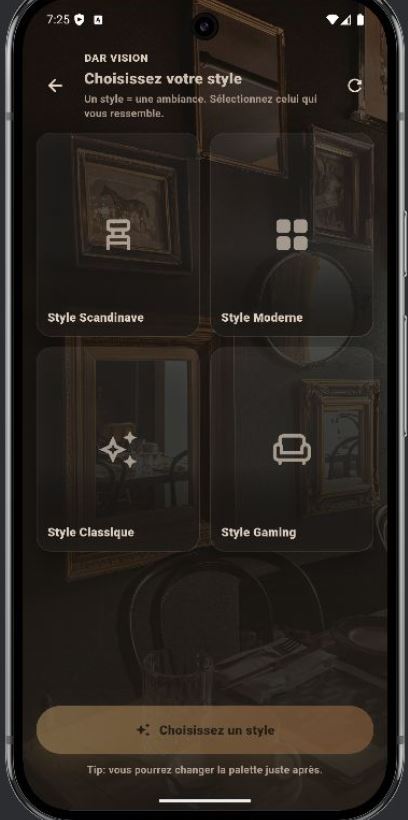 7:25
DAR VISION
Choisissez votre style
Un style = une ambiance. Sélectionnez celui qui
vous ressemble.
Style Scandinave
Style Moderne
Style Classique
Style Gaming
Choisissez un style
Tip: vous pourrez changer la palette juste après.